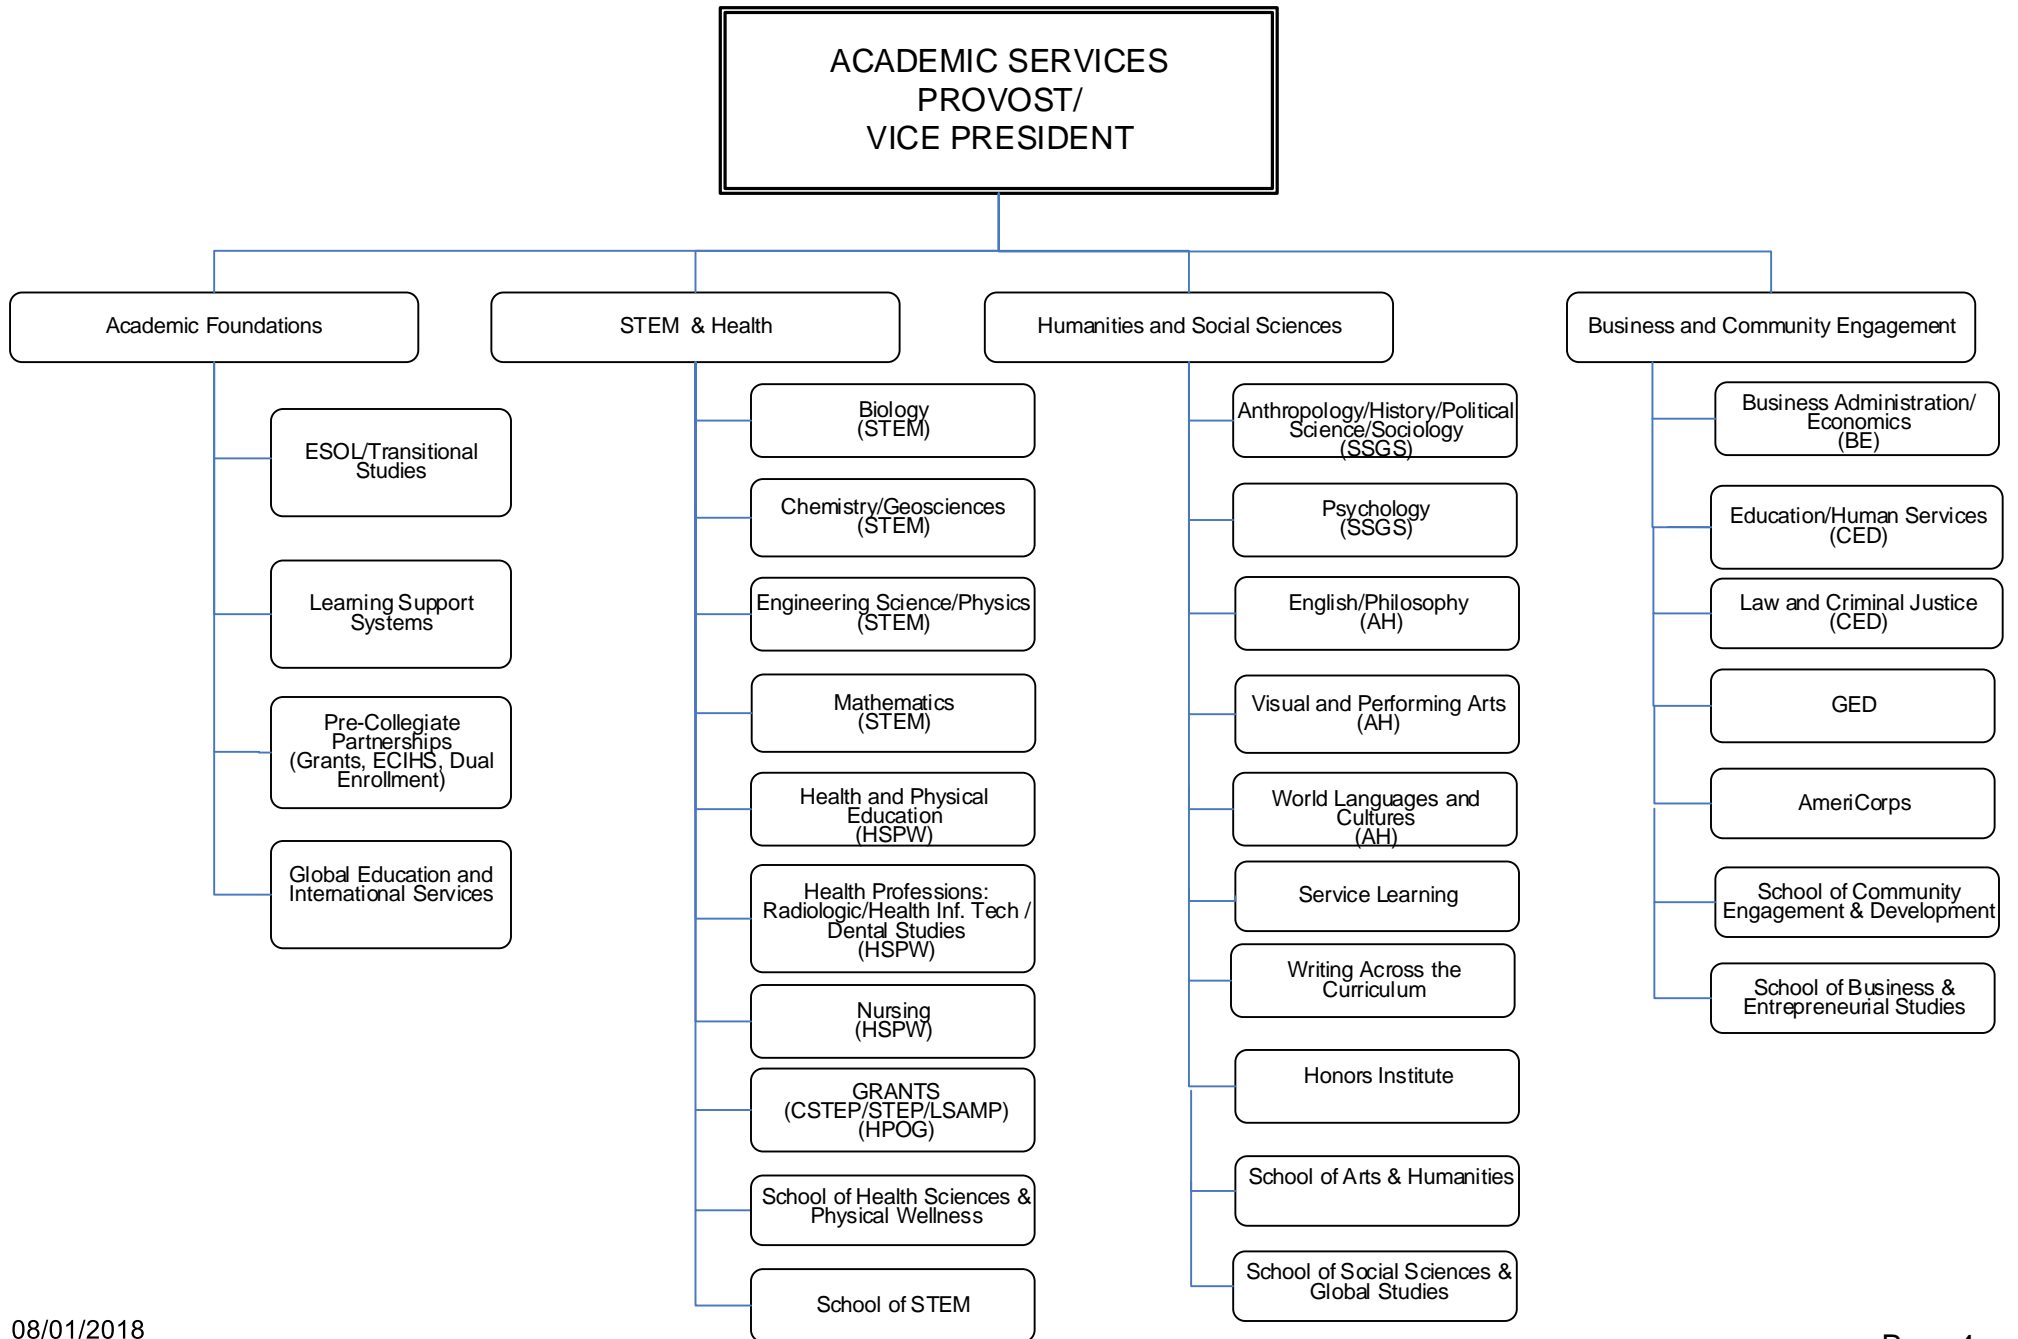 ACADEMIC SERVICES
PROVOST/
VICE PRESIDENT
Academic Foundations
STEM & Health
Humanities and Social Sciences
Business and Community Engagement
ESOL/Transitional
Studies
Learning Support
Systems
Pre-Collegiate
Partnerships
(Grants, ECIHS, Dual
Enrollment)
Global Education and
International Services
Biology
(STEM)
Chemistry/Geosciences
(STEM)
Engineering Science/Physics
(STEM)
Mathematics
(STEM)
Health and Physical
Education
(HSPW)
Health Professions:
Radiologic/Health Inf. Tech /
Dental Studies
(HSPW)
Nursing
(HSPW)
GRANTS
(CSTEP/STEP/LSAMP)
(HPOG)
School of Health Sciences &
Physical Wellness
School of STEM
Anthropology/History/Political
Science/Sociology
(SSGS)
Psychology
(SSGS)
English/Philosophy
(AH)
Visual and Performing Arts
(AH)
World Languages and
Cultures
(AH)
Service Learning
Writing Across the
Curriculum
Honors Institute
School of Arts & Humanities
School of Social Sciences &
Global Studies
Business Administration/
Economics
(BE)
Education/Human Services
(CED)
Law and Criminal Justice
(CED)
GED
AmeriCorps
School of Community
Engagement & Development
School of Business &
Entrepreneurial Studies
08/01/2018